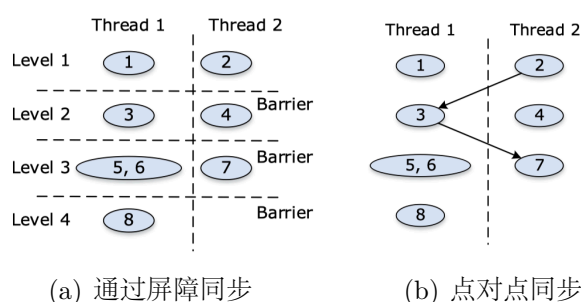 Thread 1 Thread 2
Level 1 1 2
Barrier
Level 2 3 4
Barrier
Level 3 5, 6 7
Barrier
Level 4 8
(a) 通过屏障同步
Thread 1 Thread 2
1 2
3 4
5, 6 7
8
(b) 点对点同步